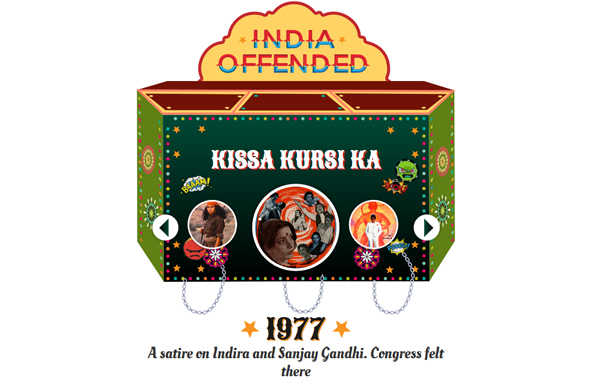 INDIA
OFFENDED
KISSA KURSI KA
1977
A satire on Indira and Sanjay Gandhi. Congress felt
there